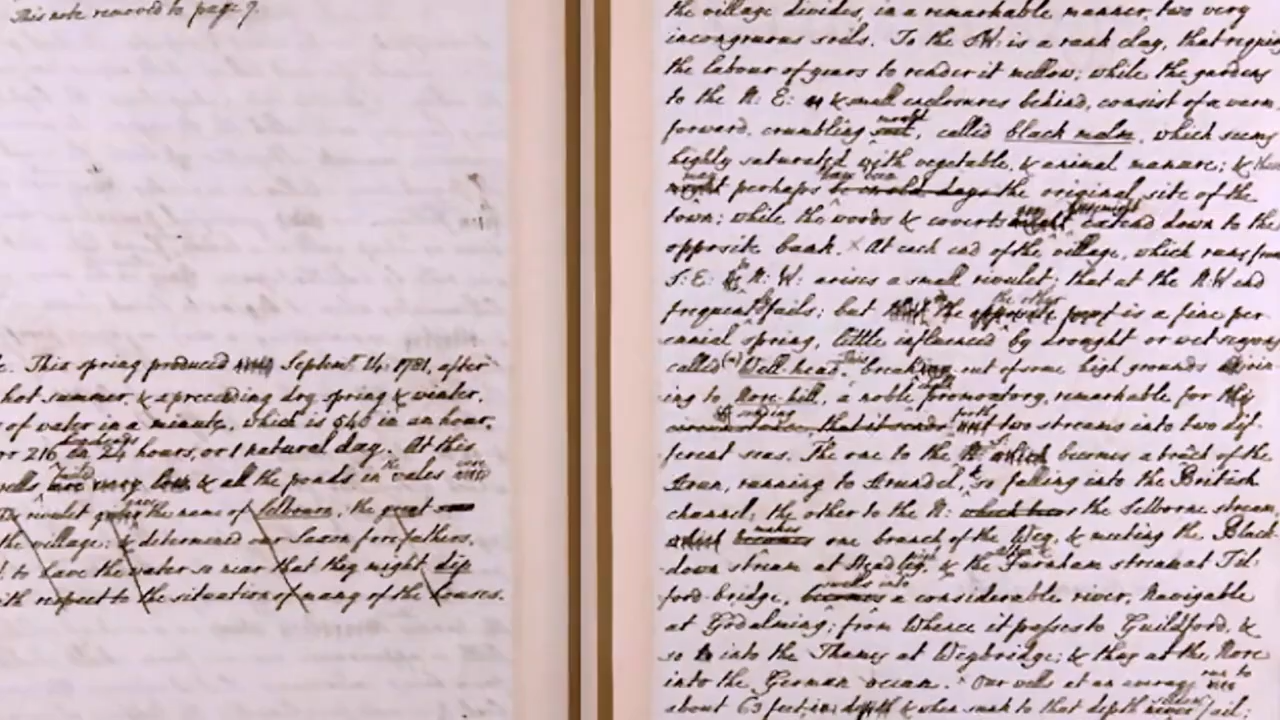 This note removed to page 7.
This spring produced Septemr. 14: 1781, after
hot summer, & a preceding dry spring & winter,
of water in a minute, which is 540 in an hour,
or 216 in 24 hours, or 1 natural day. At this
wells & all the ponds in the vales were
rivulet the name of Selborne, the great
the village; & determined our Saxon forefathers,
to have the water so near that they might dip
with respect to the situation of many of the houses.
the village divides, in a remarkable manner, two very
incongruous soils. To the SW. is a rank clay, that requires
the labour of years to render it mellow; while the gardens
to the N: E: & small enclosures behind, consist of a warm,
forward, crumbling mould, called black malm, which seems
highly saturated with vegetable, & animal manure; & these
may perhaps have been the original site of the
town; while the woods & coverts might extend down to the
opposite bank. × At each end of the village, which runs from
S: E: to N: W: arises a small rivulet; that at the N.W end
frequently fails; but the other is a fine per
ennial spring, little influenced by drought or wet seasons
called (a) Well-head. This breaks out of some high grounds
ing to Nore-hill, a noble promontory, remarkable for
sending forth two streams into two dif-
ferent seas. The one to the S. becomes a branch of the
Arun, running to Arundel, & so falling into the British
channel; the other to the N: the Selborne stream,
makes one branch of the Wey, & meeting the Black-
down stream at Hedleigh, & the Farnham stream at Til-
ford-bridge, swells into a considerable river, navigable
at Godalming; from whence it passes to Guildford, &
so into the Thames at Weybridge; & thus at the Nore
into the German ocean. × Our wells at an average run to
about 63 feet, & when sunk to that depth seldom fail: